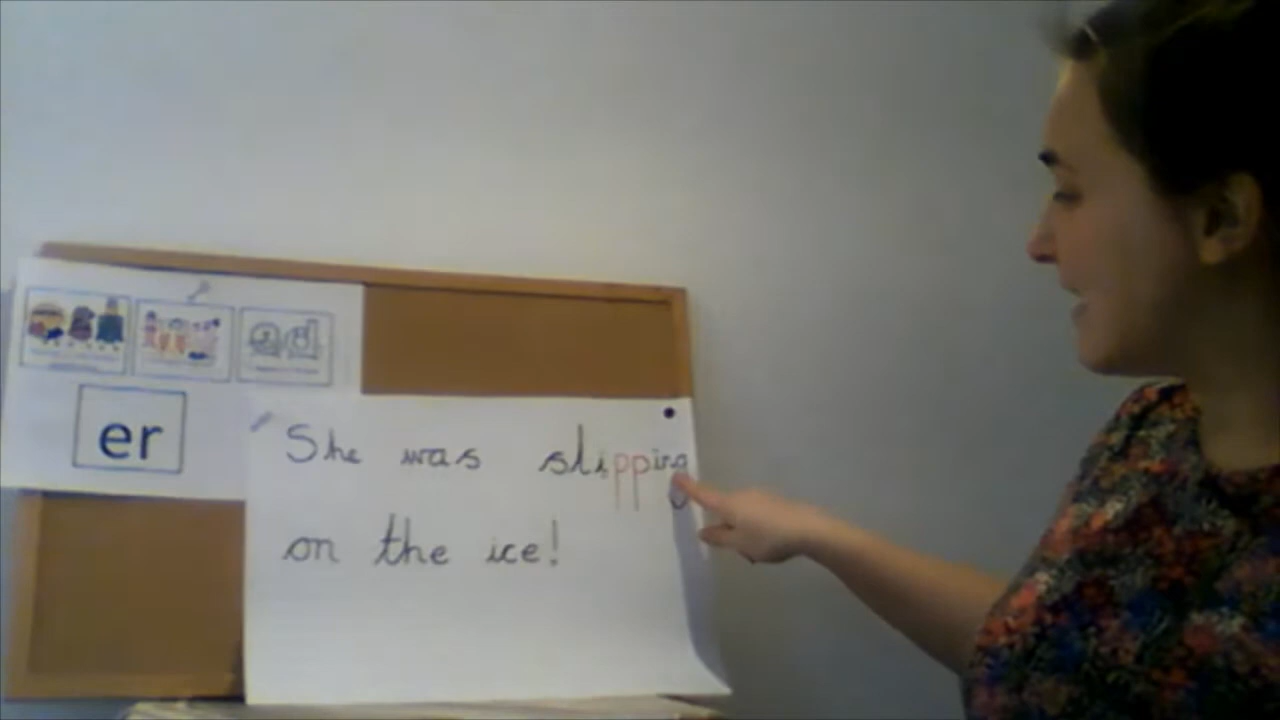 er
She was slipping
on the ice!